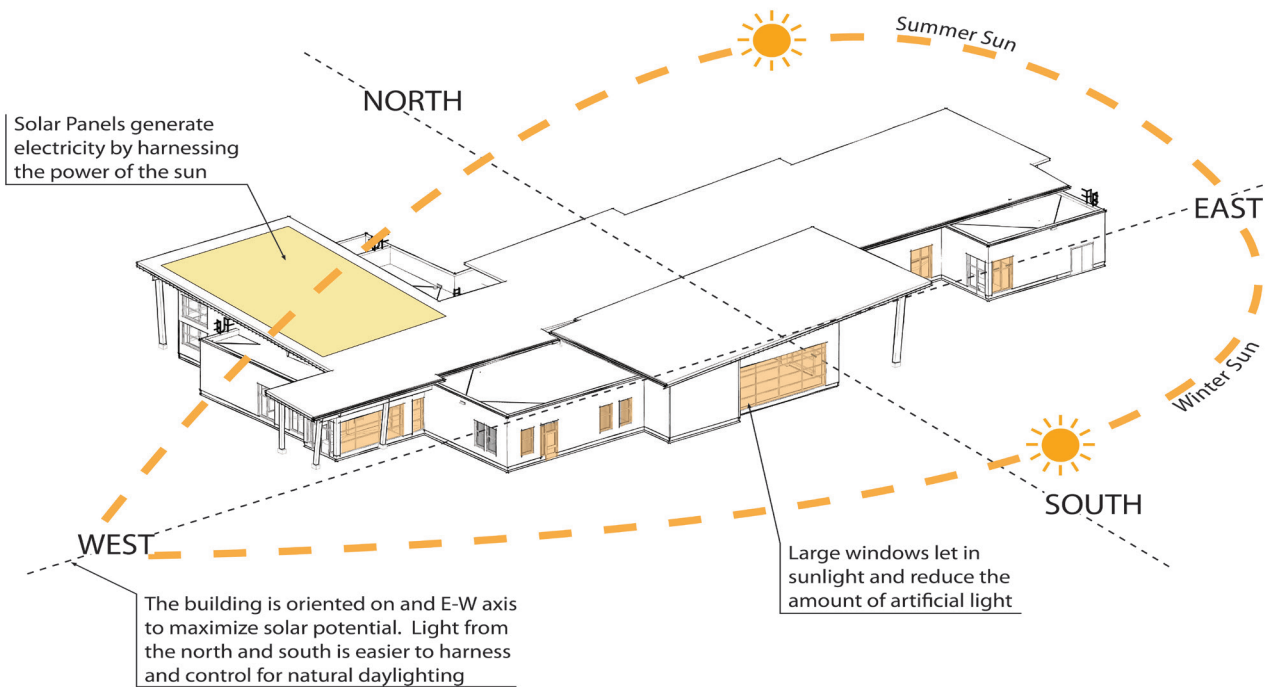 Summer Sun
NORTH
Solar Panels generate
electricity by harnessing
the power of the sun
EAST
Winter Sun
SOUTH
WEST
Large windows let in
sunlight and reduce the
amount of artificial light
The building is oriented on and E-W axis
to maximize solar potential.  Light from
the north and south is easier to harness
and control for natural daylighting